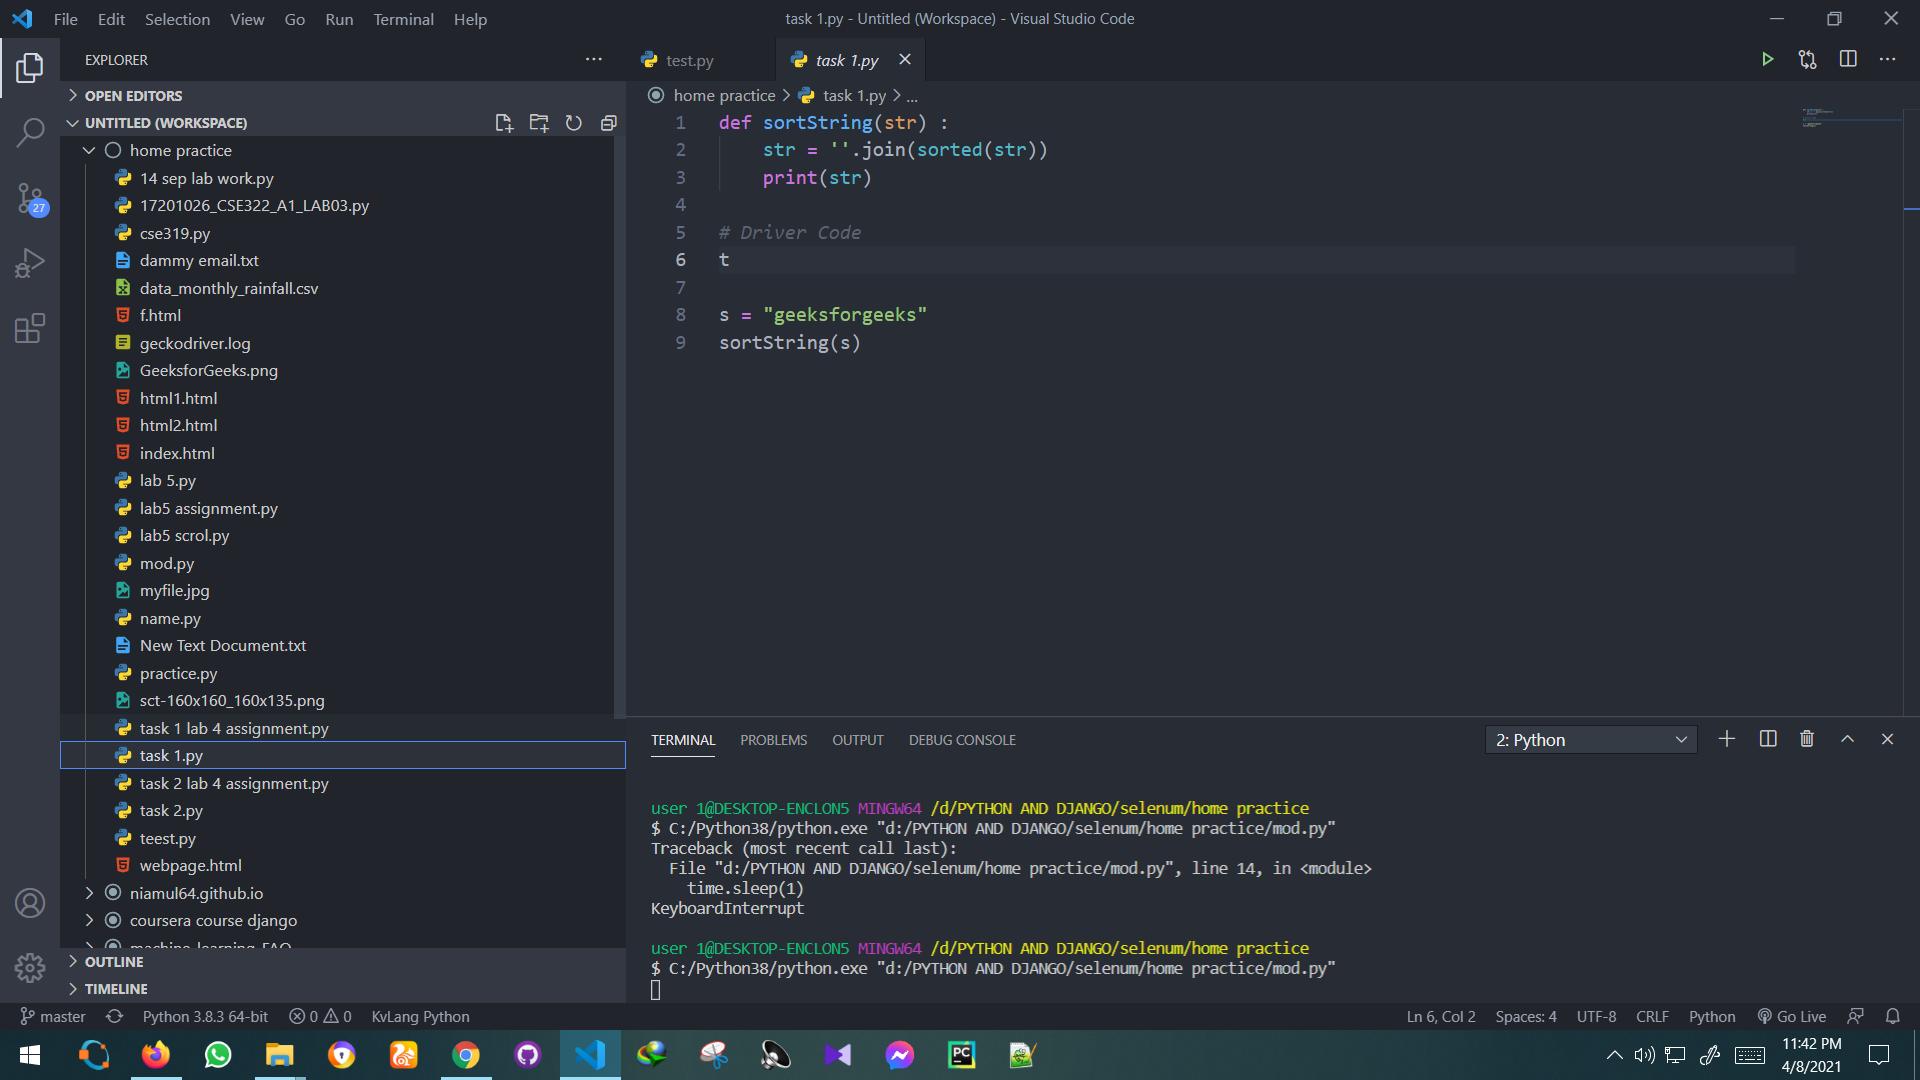 File Edit Selection View Go Run Terminal Help
task 1.py - Untitled (Workspace) - Visual Studio Code
EXPLORER
OPEN EDITORS
UNTITLED (WORKSPACE)
home practice
14 sep lab work.py
17201026_CSE322_A1_LAB03.py
cse319.py
dammy email.txt
data_monthly_rainfall.csv
f.html
geckodriver.log
GeeksforGeeks.png
html1.html
html2.html
index.html
lab 5.py
lab5 assignment.py
lab5 scrol.py
mod.py
myfile.jpg
name.py
New Text Document.txt
practice.py
sct-160x160_160x135.png
task 1 lab 4 assignment.py
task 1.py
task 2 lab 4 assignment.py
task 2.py
teest.py
webpage.html
niamul64.github.io
coursera course django
machine-learning-FAQ
OUTLINE
TIMELINE
27
test.py
task 1.py
home practice > task 1.py > ...
1 def sortString(str) :
2 str = ''.join(sorted(str))
3 print(str)
4
5 # Driver Code
6 t
7
8 s = "geeksforgeeks"
9 sortString(s)
TERMINAL PROBLEMS OUTPUT DEBUG CONSOLE
2: Python
user 1@DESKTOP-ENCLON5 MINGW64 /d/PYTHON AND DJANGO/selenum/home practice
$ C:/Python38/python.exe "d:/PYTHON AND DJANGO/selenum/home practice/mod.py"
Traceback (most recent call last):
File "d:/PYTHON AND DJANGO/selenum/home practice/mod.py", line 14, in <module>
time.sleep(1)
KeyboardInterrupt
user 1@DESKTOP-ENCLON5 MINGW64 /d/PYTHON AND DJANGO/selenum/home practice
$ C:/Python38/python.exe "d:/PYTHON AND DJANGO/selenum/home practice/mod.py"
master Python 3.8.3 64-bit 0 0 KvLang Python
Ln 6, Col 2 Spaces: 4 UTF-8 CRLF Python Go Live
PC
11:42 PM
4/8/2021